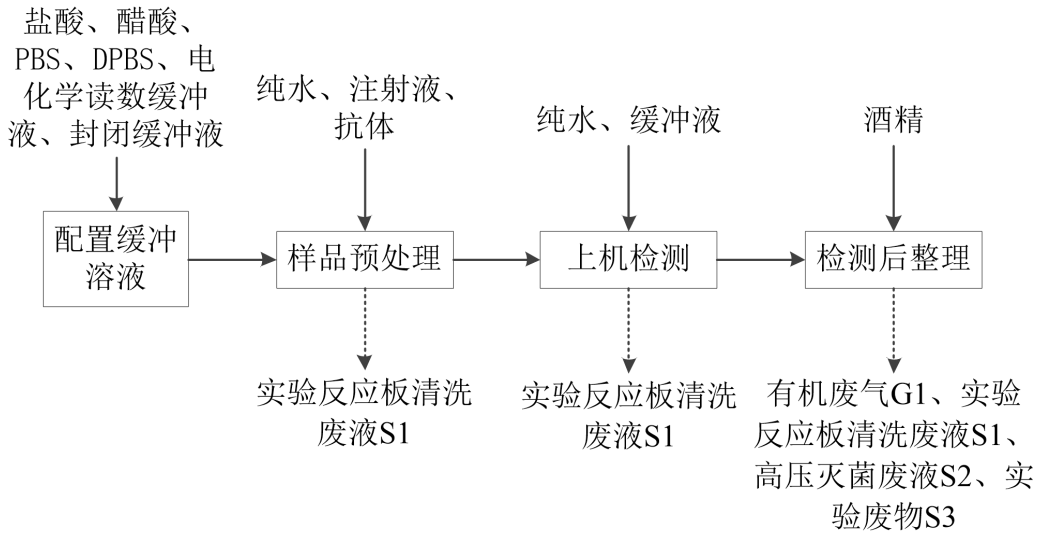 盐酸、醋酸、
PBS、DPBS、电
化学读数缓冲
液、封闭缓冲液
纯水、注射液、
抗体
纯水、缓冲液
酒精
配置缓冲
溶液
样品预处理
上机检测
检测后整理
实验反应板清洗
废液S1
实验反应板清洗
废液S1
有机废气G1、实验
反应板清洗废液S1、
高压灭菌废液S2、实
验废物S3